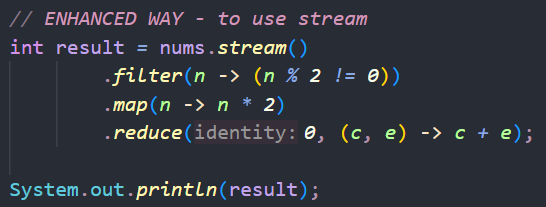 // ENHANCED WAY - to use stream
int result = nums.stream()
.filter(n -> (n % 2 != 0))
.map(n -> n * 2)
.reduce(identity: 0, (c, e) -> c + e);
System.out.println(result);